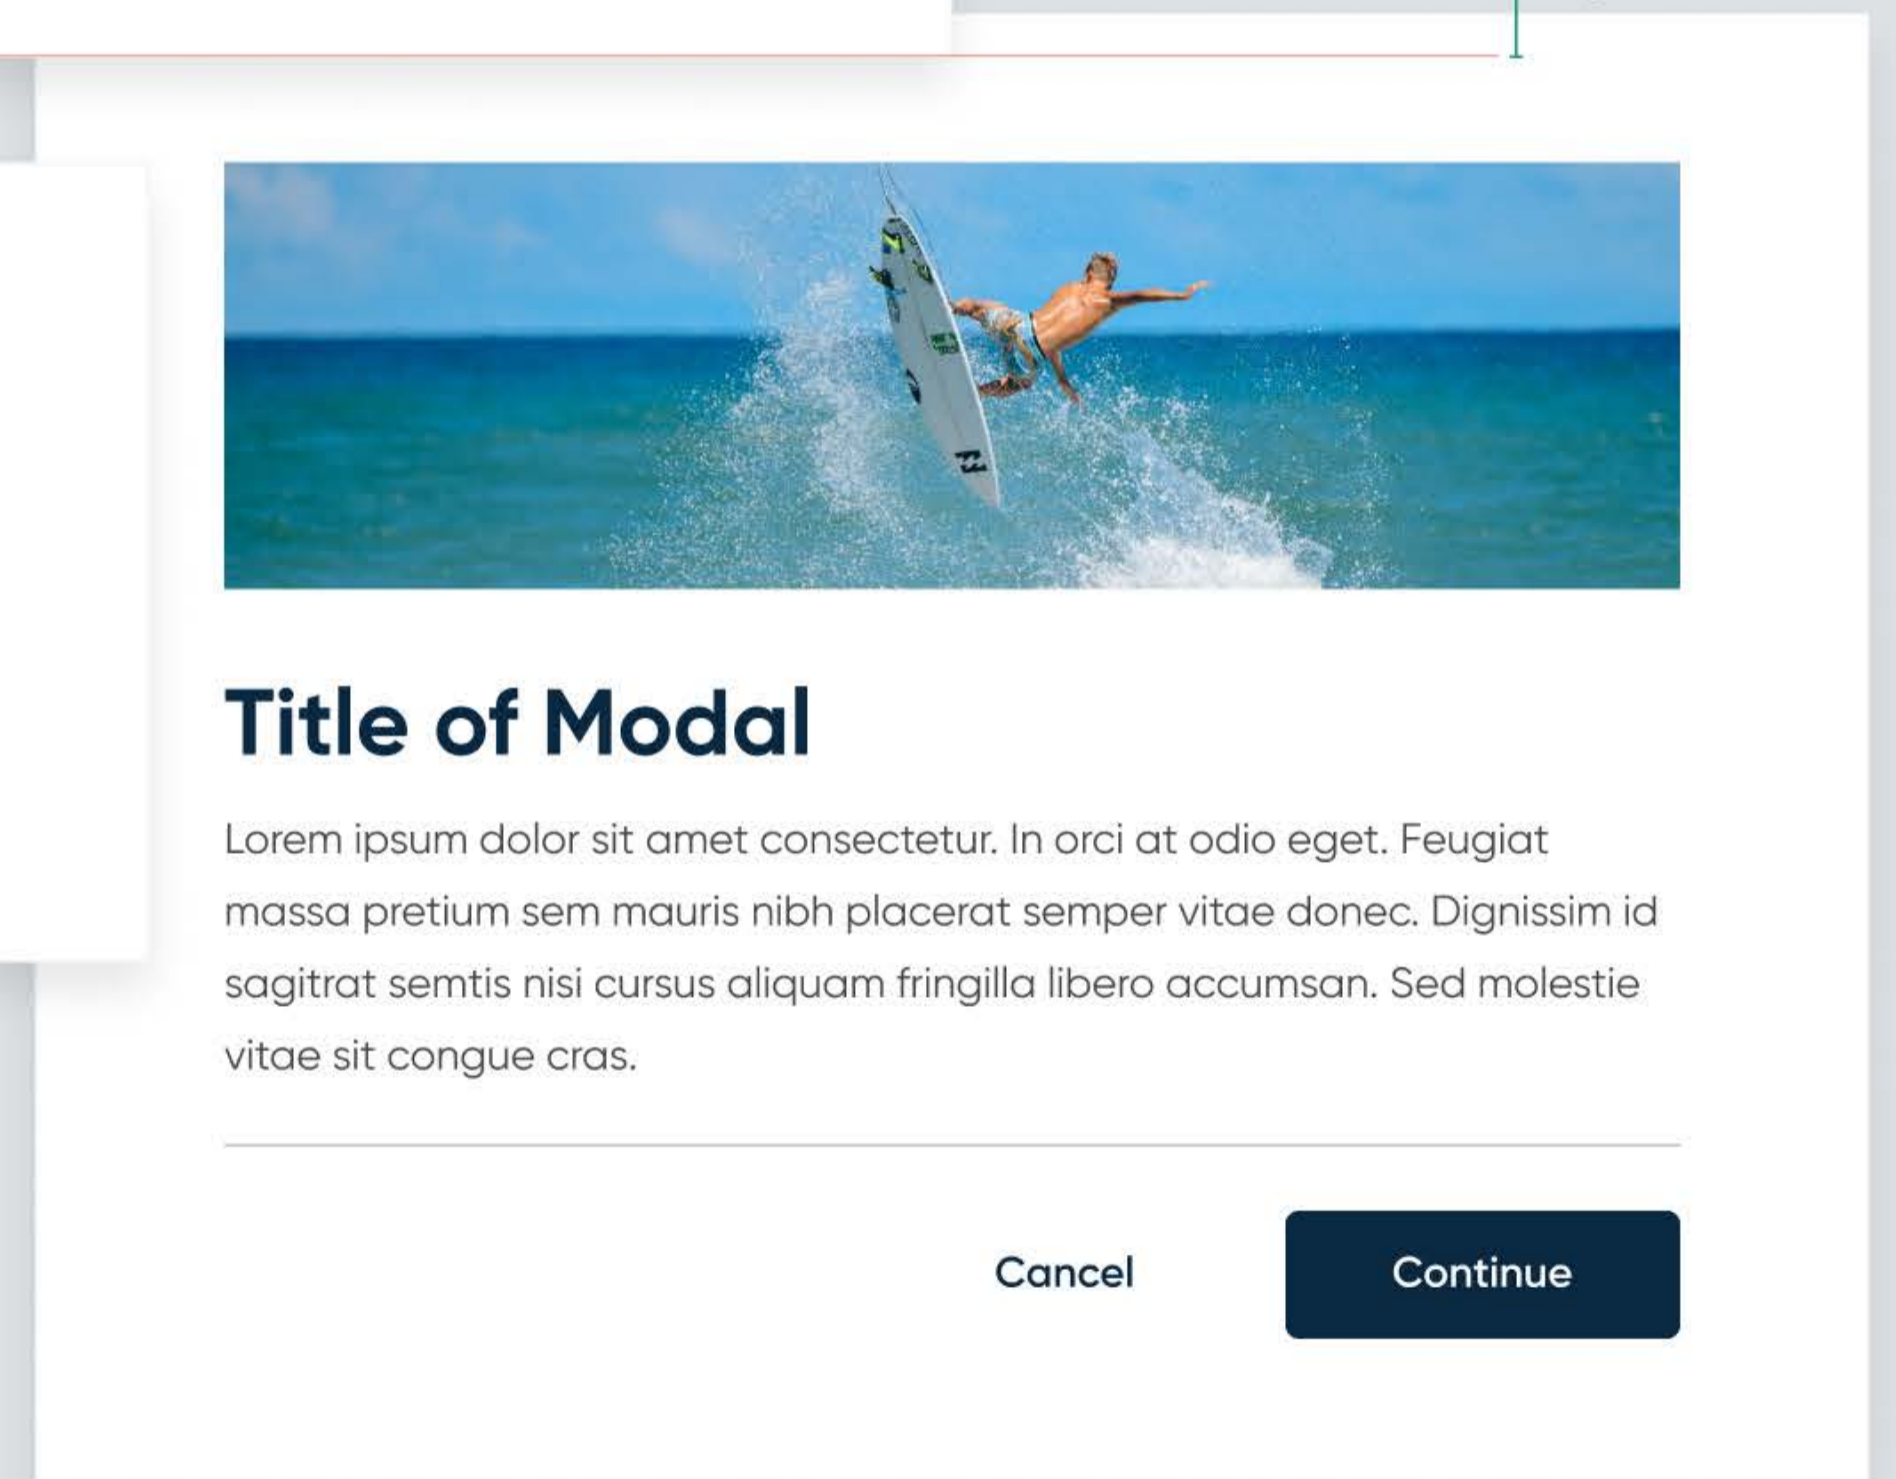 Title of Modal
Lorem ipsum dolor sit amet consectetur. In orci at odio eget. Feugiat
massa pretium sem mauris nibh placerat semper vitae donec. Dignissim id
sagitrat semtis nisi cursus aliquam fringilla libero accumsan. Sed molestie
vitae sit congue cras.
Cancel
Continue